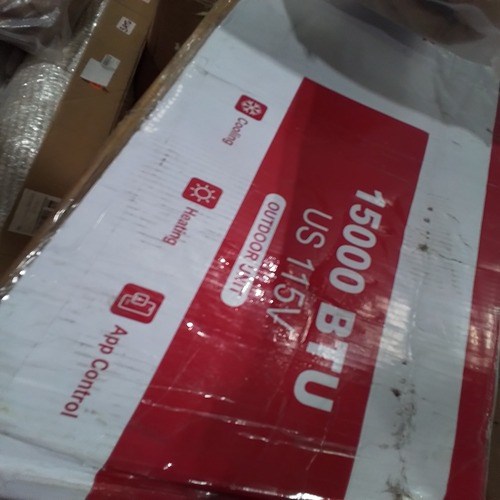 15000 BTU
US 115V
OUTDOOR UNIT
Cooling
Heating
App Control